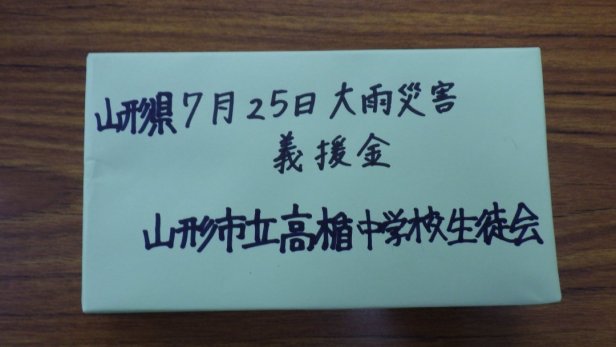 山形県7月25日大雨災害
義援金
山形市立高楯中学校生徒会